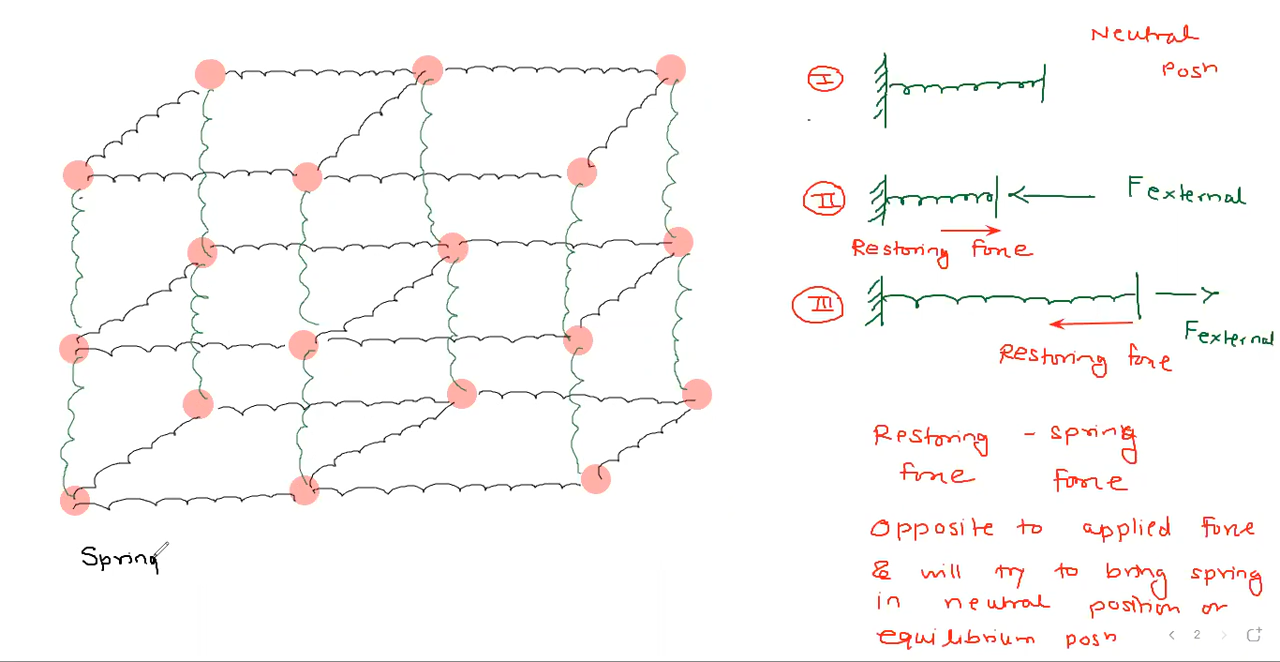 Neutral
Posn
I
II
Fexternal
Restoring force
III
Fexternal
Restoring force
Restoring - spring
force force
Opposite to applied force
& will try to bring spring
in neutral position or
equilibrium posn
Spring
2